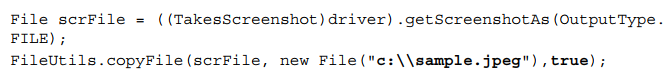 File scrFile = ((TakesScreenshot)driver).getScreenshotAs(OutputType.
FILE);
FileUtils.copyFile(scrFile, new File("c:\\sample.jpeg"),true);